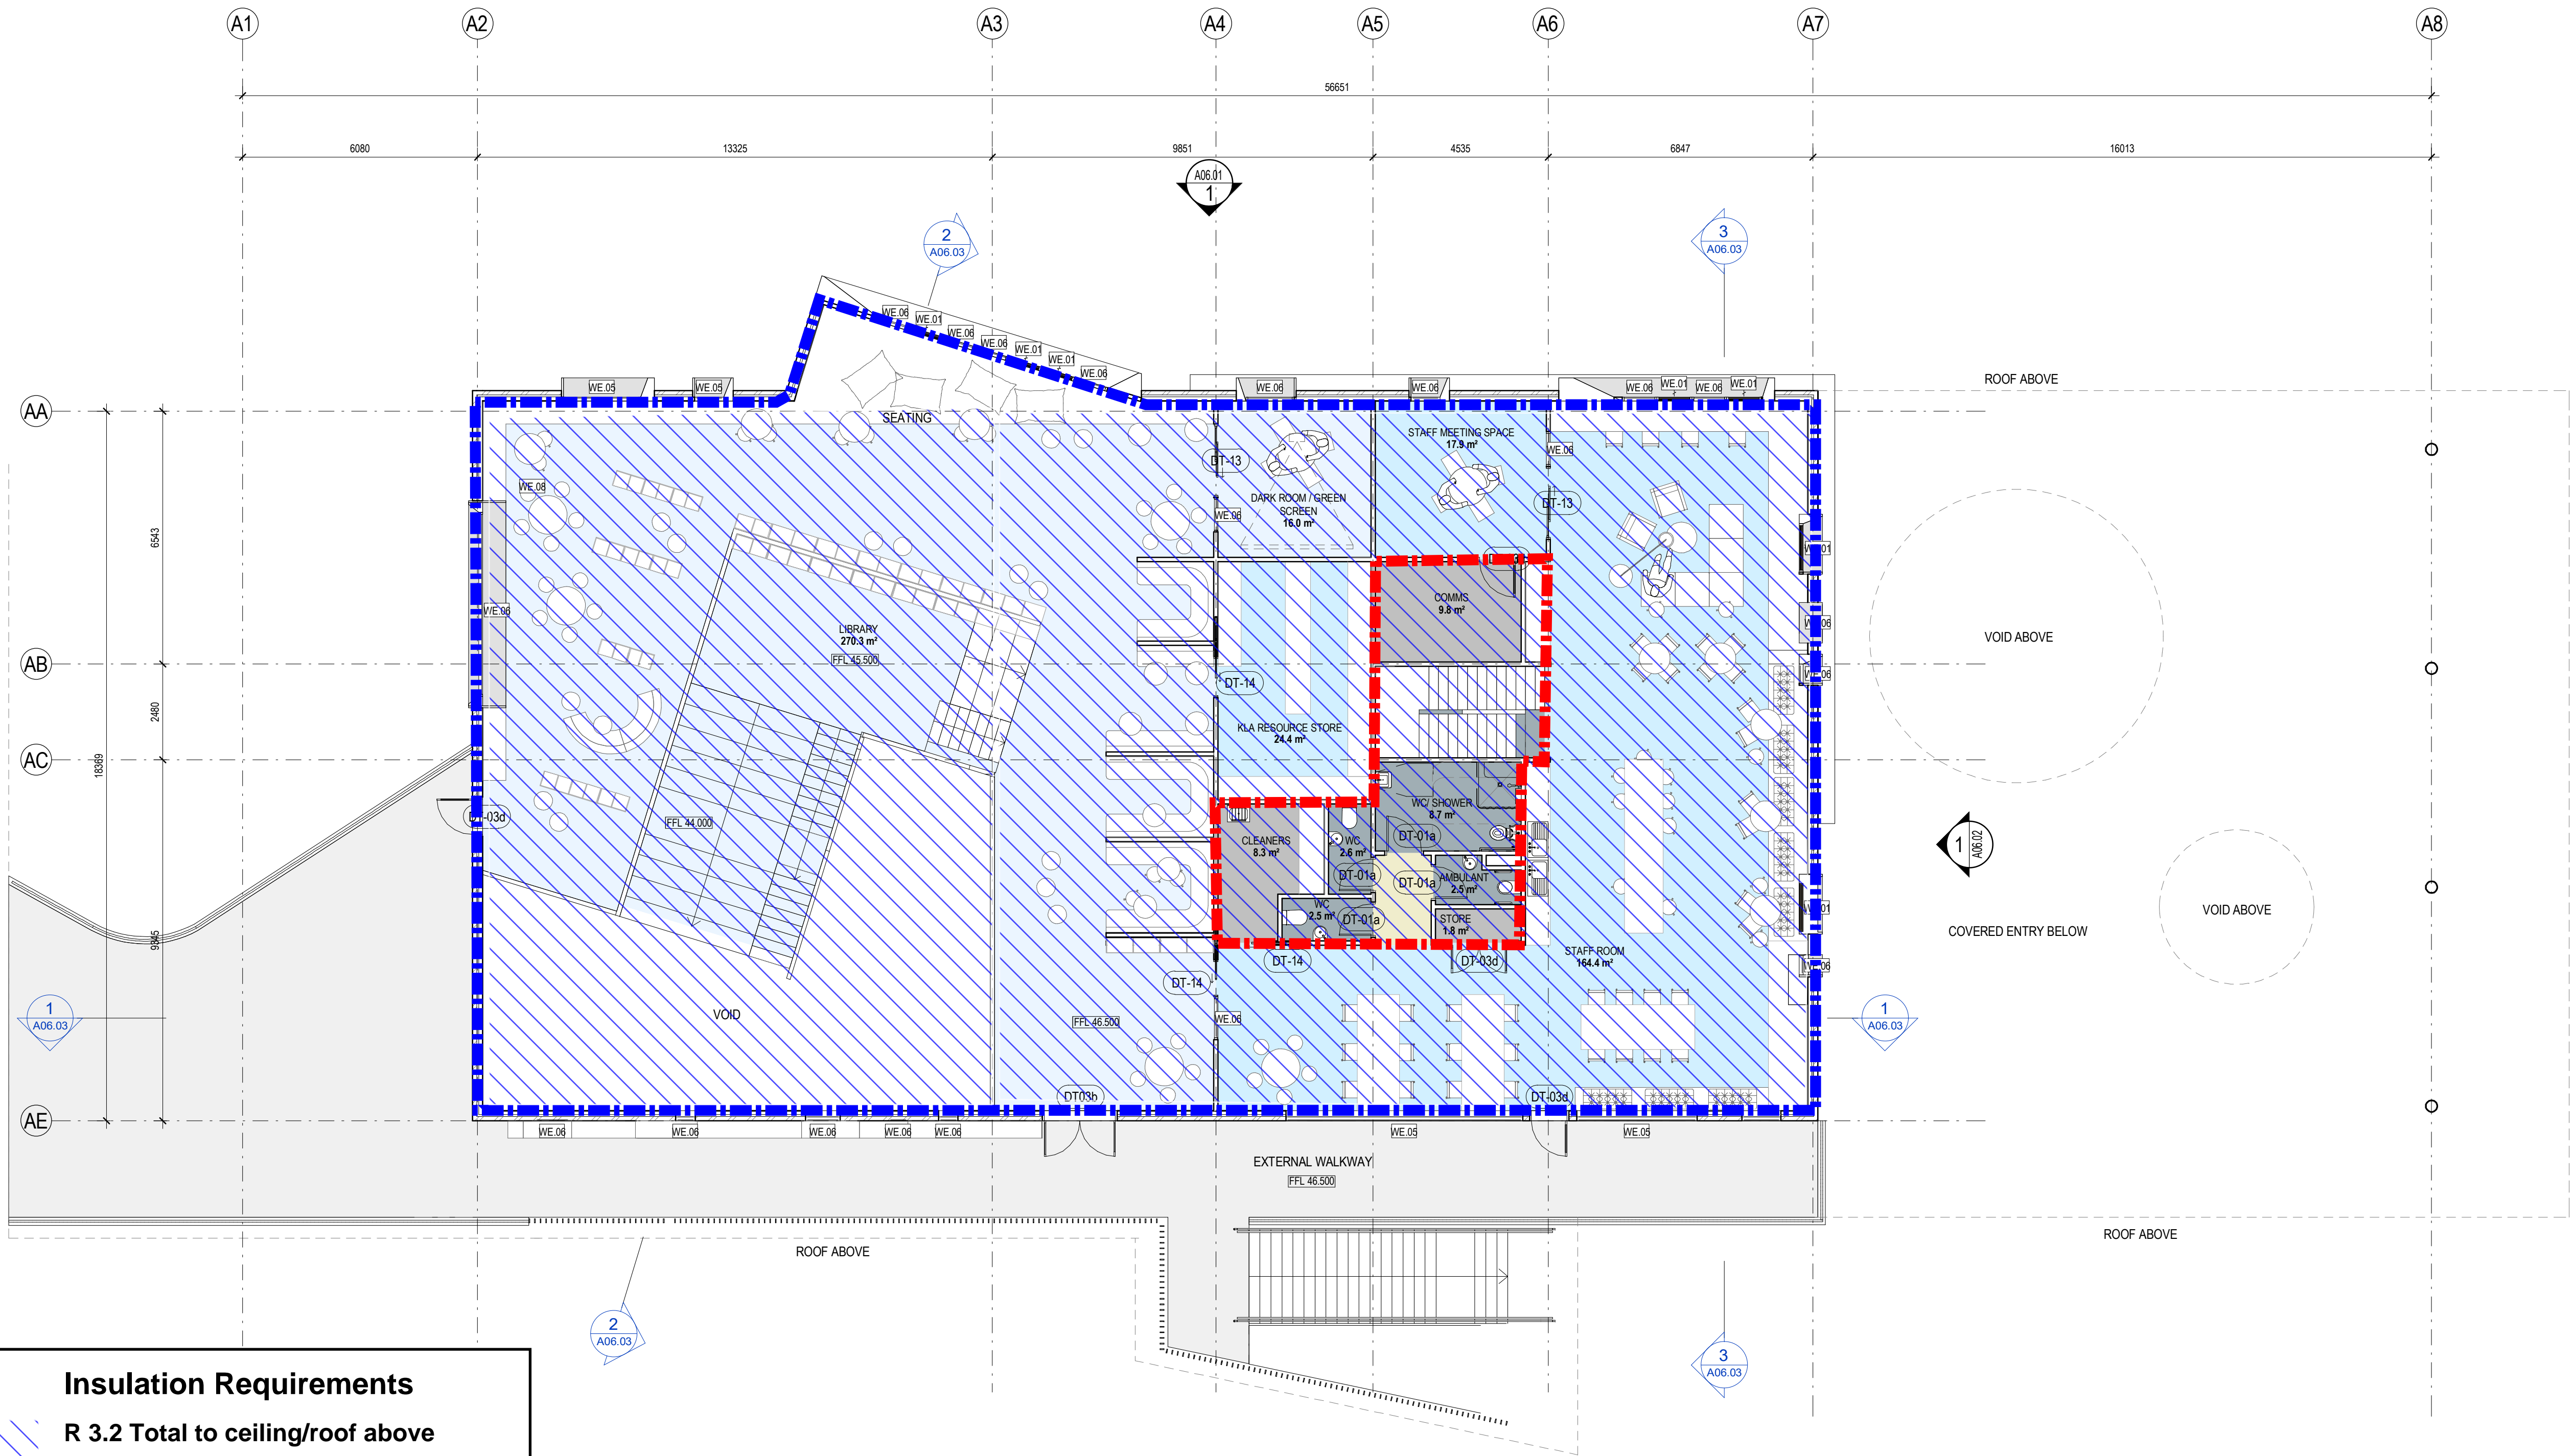 A1
A2
A3
A4
A5
A6
A7
A8
56651
6080
13325
9851
4535
6847
16013
A06.01
1
2
A06.03
3
A06.03
WE.06
WE.01
WE.06
WE.06
WE.01
WE.01
WE.06
ROOF ABOVE
WE.05
WE.05
WE.06
WE.06
WE.06
WE.01
WE.06
WE.01
AA
SEATING
STAFF MEETING SPACE
17.9 m²
WE.06
DT-13
WE.08
DARK ROOM / GREEN
SCREEN
16.0 m²
WE.06
DT-13
6543
COMMS
9.8 m²
WE.06
LIBRARY
270.3 m²
FFL 45.500
VOID ABOVE
AB
DT-14
2480
KLA RESOURCE STORE
24.4 m²
AC
18369
WC/ SHOWER
8.7 m²
DT-03d
FFL 44.000
DT-01a
CLEANERS
8.3 m²
WC
2.6 m²
1
A06.02
DT-01a
DT-01a
AMBULANT
2.5 m²
WC
2.5 m²
DT-01a
STORE
1.8 m²
VOID ABOVE
9345
COVERED ENTRY BELOW
STAFF ROOM
164.4 m²
DT-14
DT-03d
DT-14
WE.06
1
A06.03
VOID
FFL 46.500
WE.06
1
A06.03
DT03b
DT-03d
AE
WE.06
WE.06
WE.06
WE.06
WE.06
WE.05
WE.05
EXTERNAL WALKWAY
FFL 46.500
ROOF ABOVE
ROOF ABOVE
2
A06.03
3
A06.03
Insulation Requirements
R 3.2 Total to ceiling/roof above